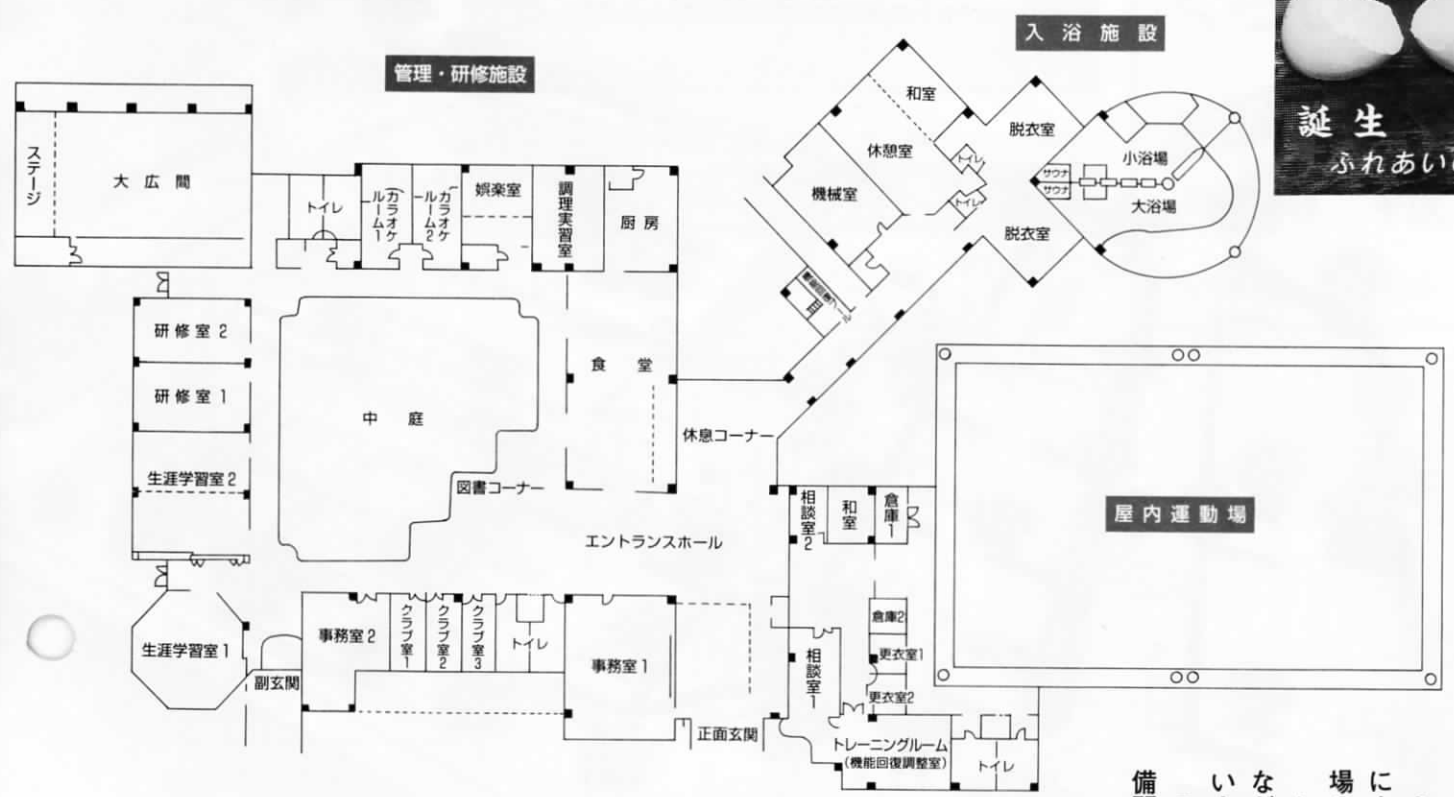 入浴施設
管理・研修施設
誕生
ふれあい
ステージ
大広間
トイレ
カラオケルーム1
カラオケルーム2
娯楽室
調理実習室
厨房
和室
休憩室
機械室
トイレ
トイレ
脱衣室
脱衣室
サウナ
サウナ
小浴場
大浴場
研修室2
研修室1
生涯学習室2
生涯学習室1
中庭
図書コーナー
食堂
休息コーナー
エントランスホール
相談室2
和室
倉庫1
屋内運動場
事務室2
クラブ室1
クラブ室2
クラブ室3
トイレ
事務室1
副玄関
正面玄関
相談室1
倉庫2
更衣室1
更衣室2
トレーニングルーム
(機能回復調整室)
トイレ
に
場
な
い
備